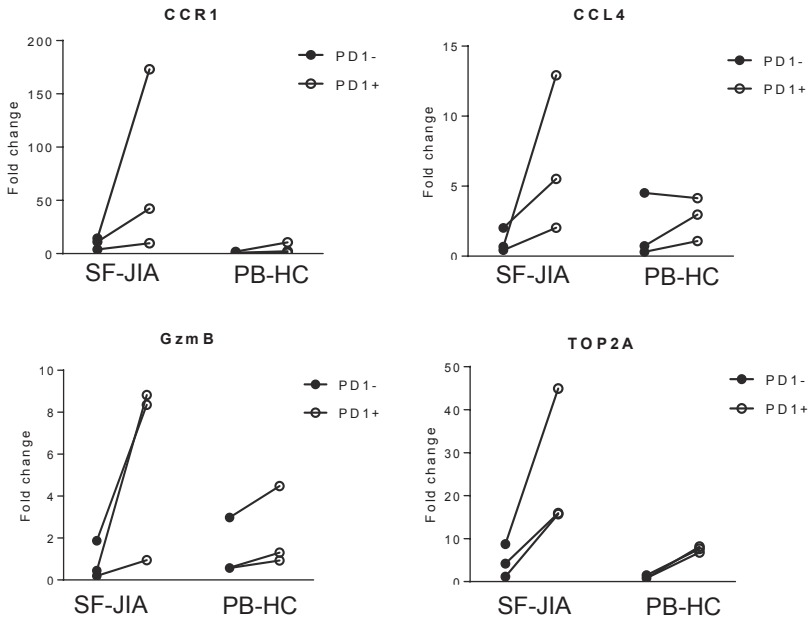 CCR1
Fold change
200
150
100
50
0
PD1-
PD1+
SF-JIA
PB-HC
CCL4
Fold change
15
10
5
0
PD1-
PD1+
SF-JIA
PB-HC
GzmB
Fold change
10
8
6
4
2
0
PD1-
PD1+
SF-JIA
PB-HC
TOP2A
Fold change
50
40
30
20
10
0
PD1-
PD1+
SF-JIA
PB-HC